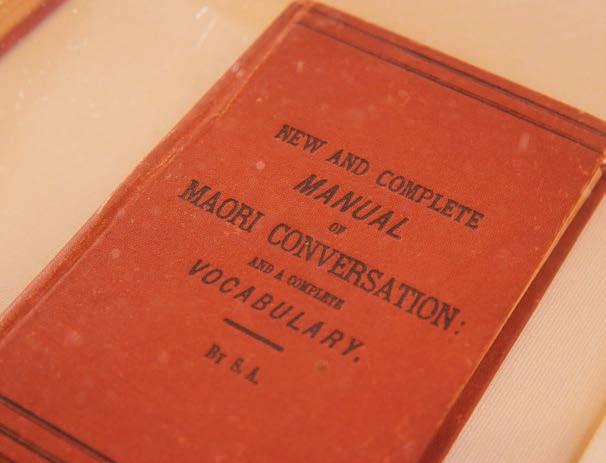 NEW AND COMPLETE
MANUAL
OF
MAORI CONVERSATION:
AND A COMPLETE
VOCABULARY.
BY S. A.